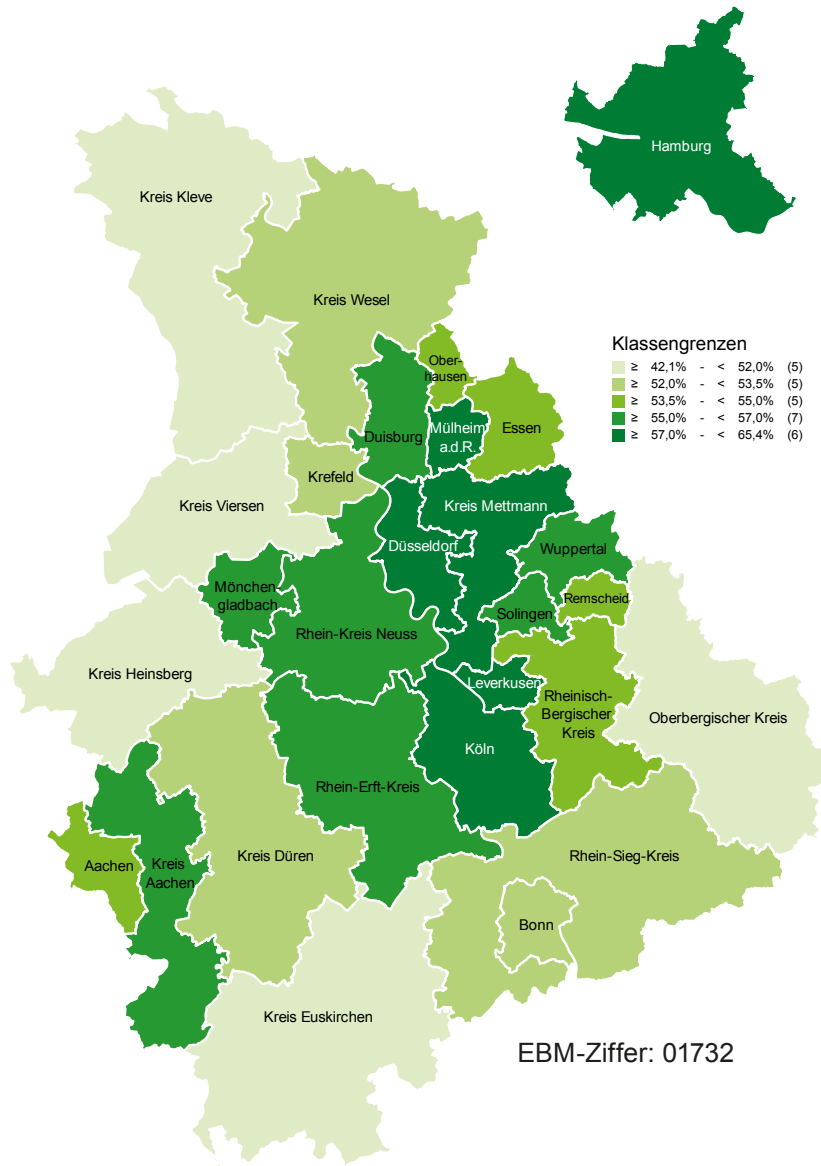 Hamburg
Kreis Kleve
Kreis Wesel
Klassengrenzen
≥ 42,1% - < 52,0% (5)
≥ 52,0% - < 53,5% (5)
≥ 53,5% - < 55,0% (5)
≥ 55,0% - < 57,0% (7)
≥ 57,0% - < 65,4% (6)
Ober-
hausen
Duisburg
Mülheim
a.d.R.
Essen
Krefeld
Kreis Viersen
Kreis Mettmann
Düsseldorf
Wuppertal
Mönchen-
gladbach
Solingen
Remscheid
Rhein-Kreis Neuss
Kreis Heinsberg
Leverkusen
Rheinisch-
Bergischer
Kreis
Oberbergischer Kreis
Köln
Rhein-Erft-Kreis
Aachen
Kreis
Aachen
Kreis Düren
Rhein-Sieg-Kreis
Bonn
Kreis Euskirchen
EBM-Ziffer: 01732